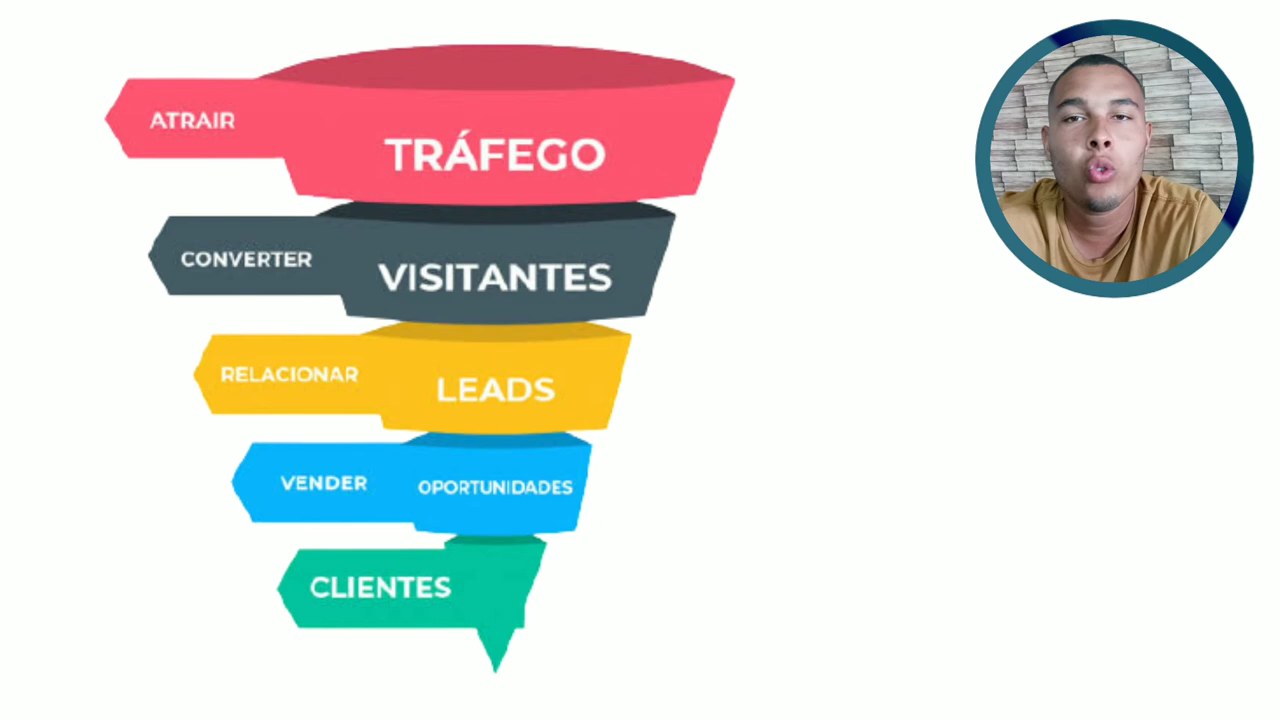 ATRAIR
TRÁFEGO
CONVERTER
VISITANTES
RELACIONAR
LEADS
VENDER
OPORTUNIDADES
CLIENTES